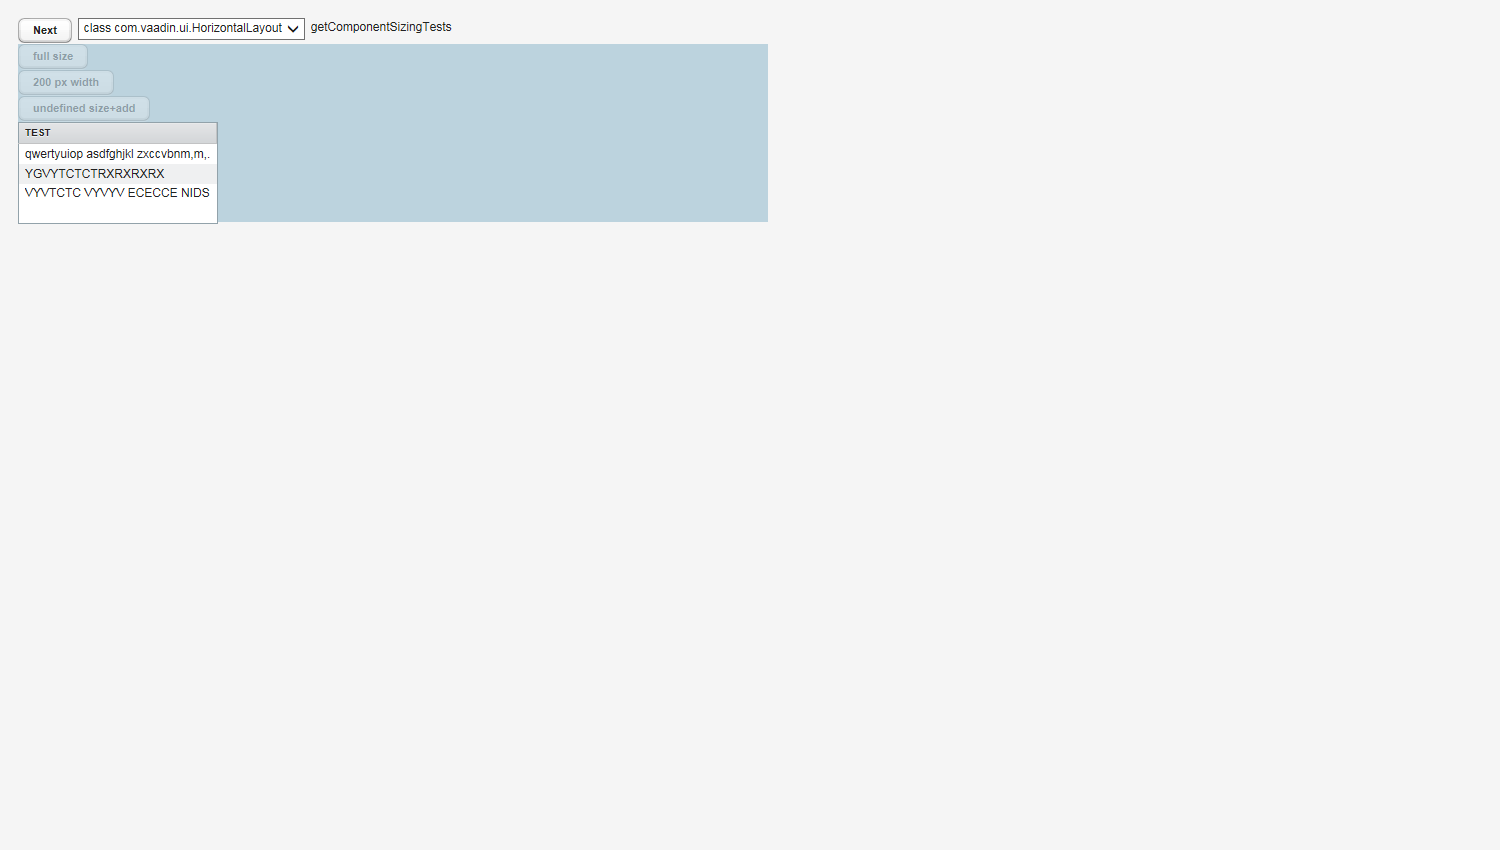 Next class com.vaadin.ui.HorizontalLayout getComponentSizingTests
full size
200 px width
undefined size+add
TEST
qwertyuiop asdfghjkl zxccvbnm,m,.
YGVYTCTCTRXRXRXRX
VYVTCTC VYVYV ECECCE NIDS